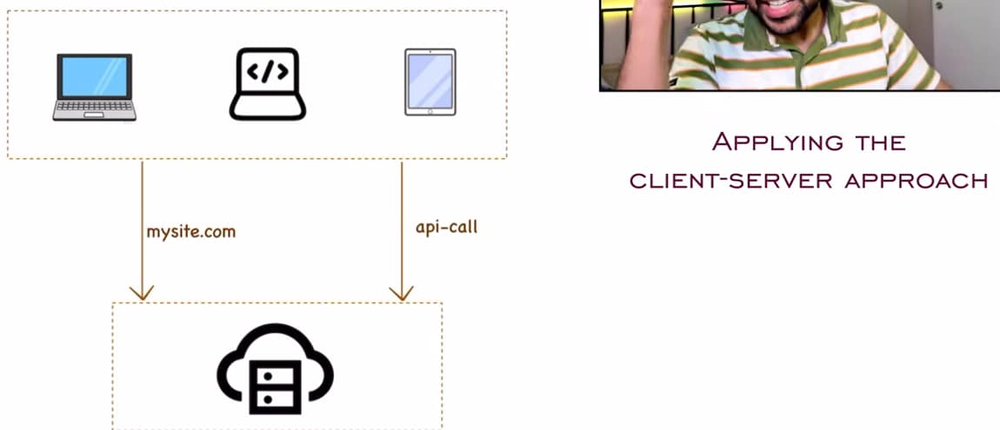 </>
mysite.com
api-call
APPLYING THE
CLIENT-SERVER APPROACH